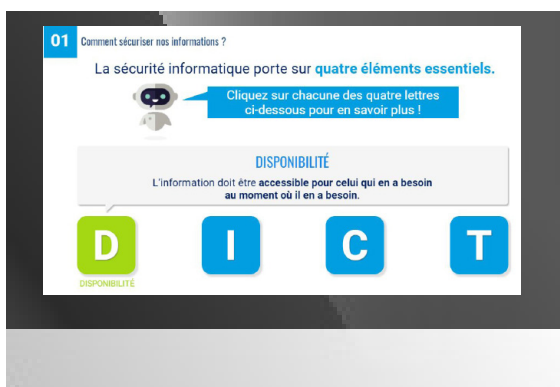 01 Comment sécuriser nos informations ?
La sécurité informatique porte sur quatre éléments essentiels.
Cliquez sur chacune des quatre lettres
ci-dessous pour en savoir plus !
DISPONIBILITÉ
L'information doit être accessible pour celui qui en a besoin
au moment où il en a besoin.
D I C T
DISPONIBILITÉ